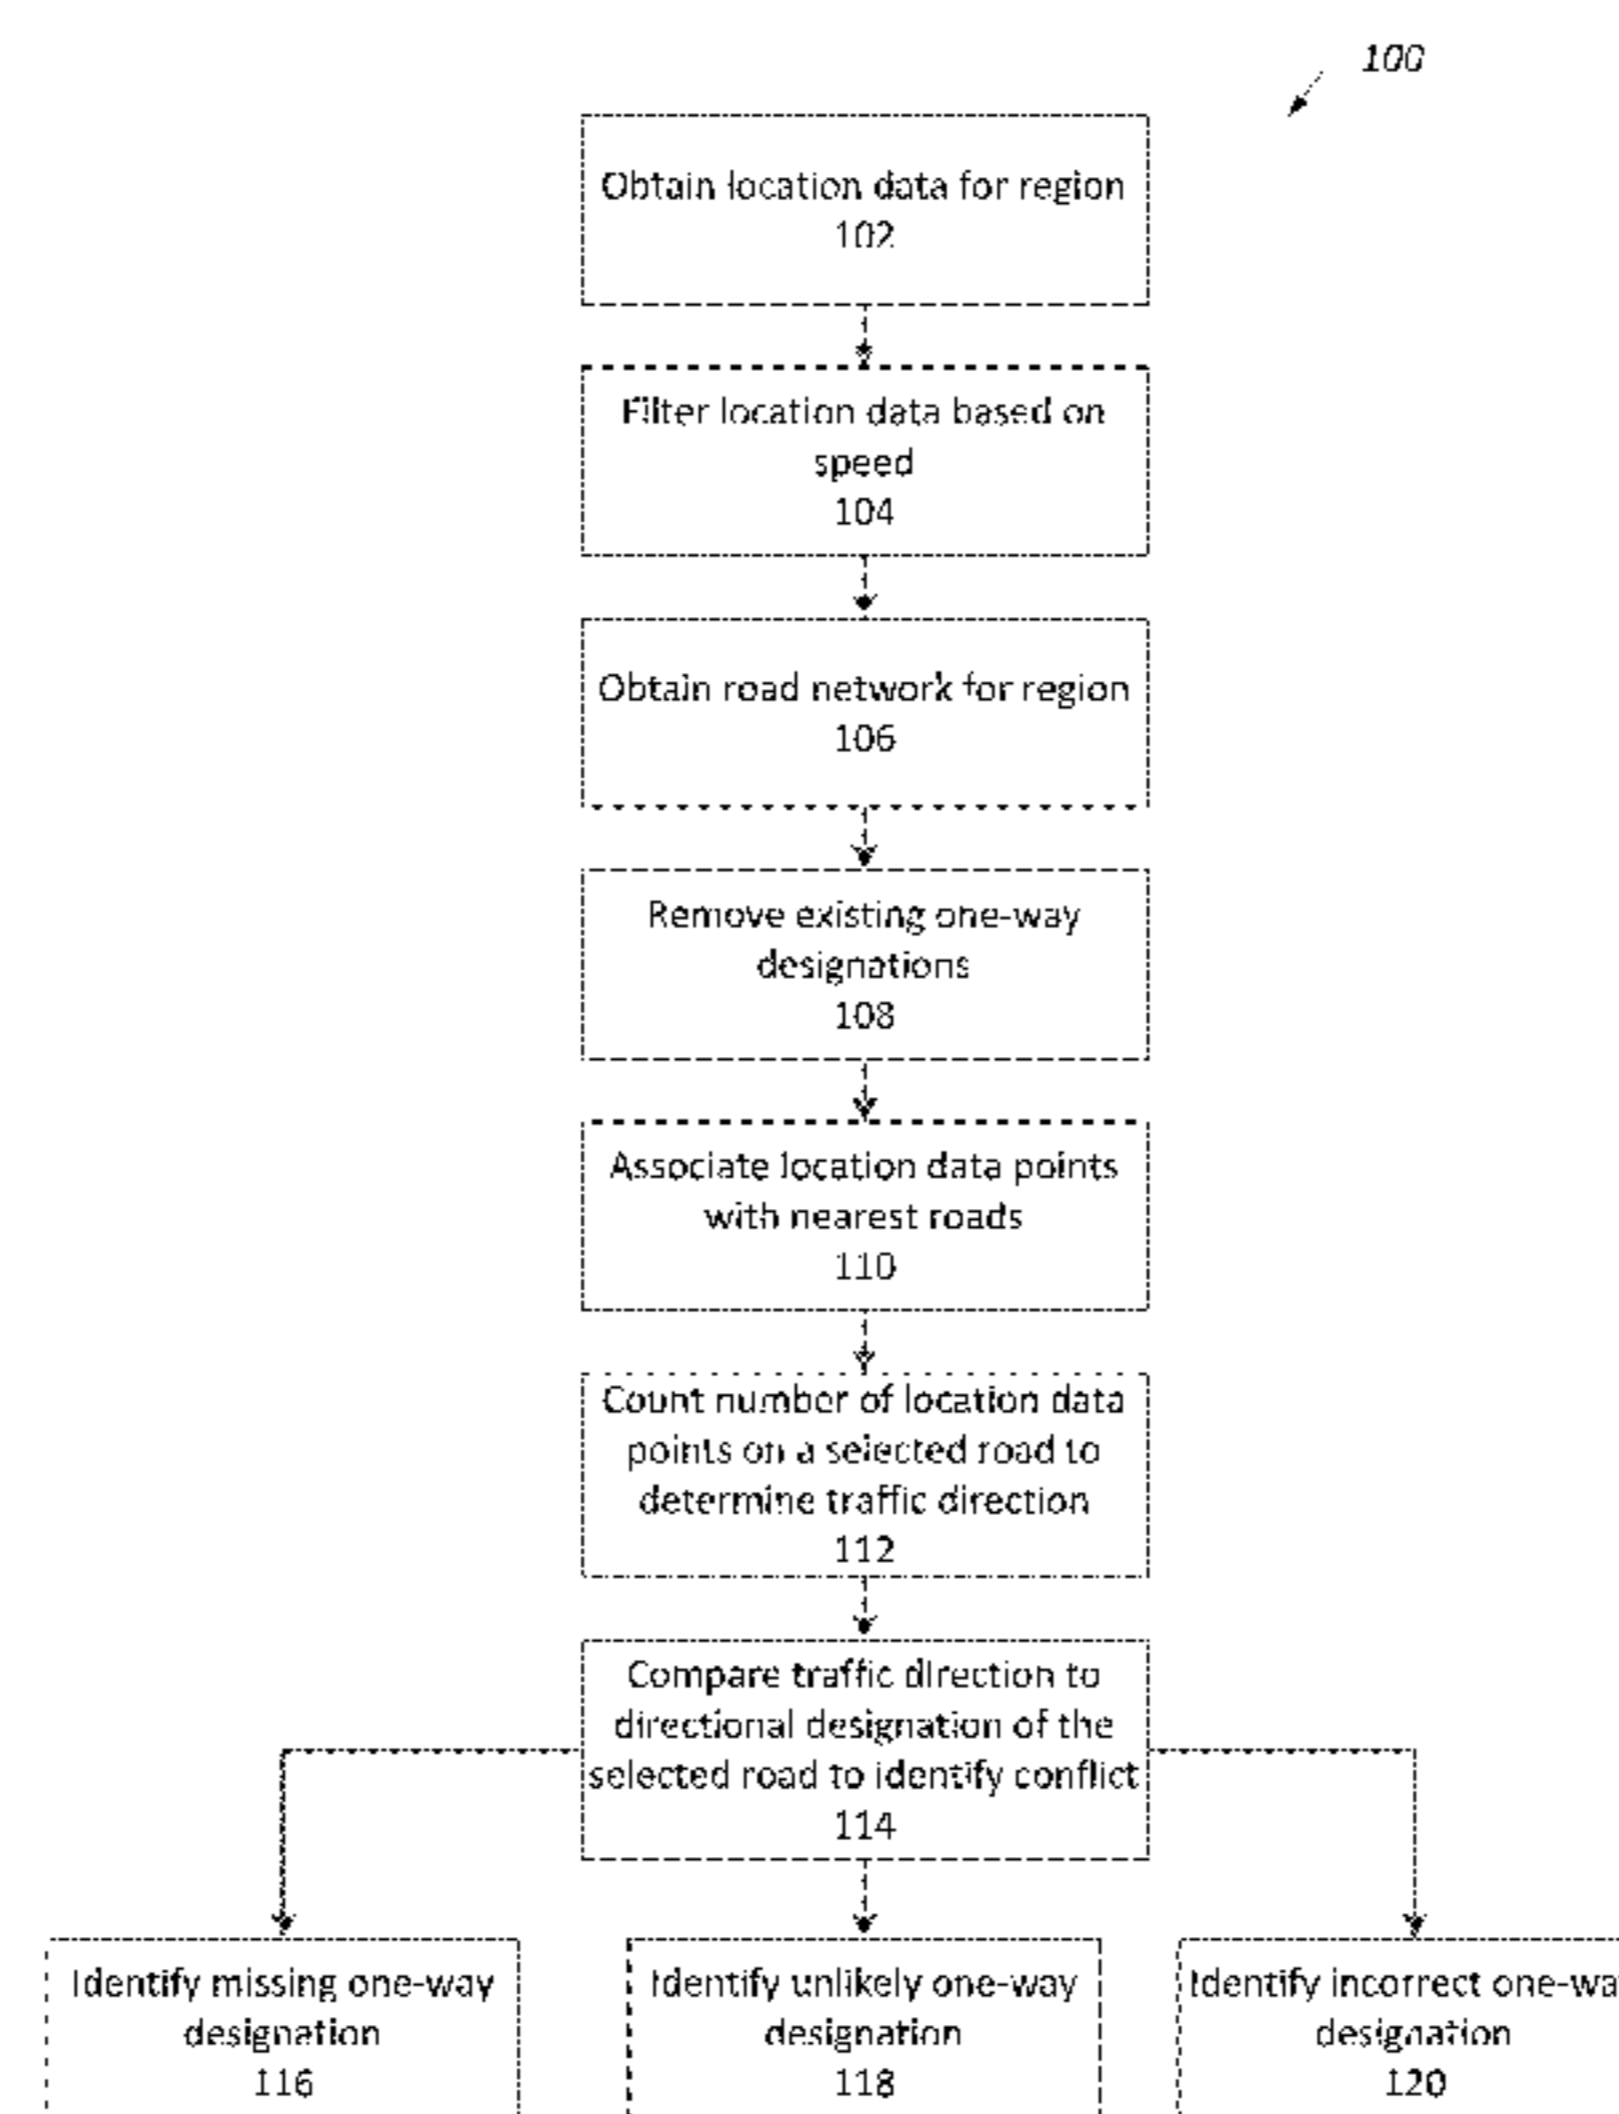 100
Obtain location data for region
102
Filter location data based on
speed
104
Obtain road network for region
106
Remove existing one-way
designations
108
Associate location data points
with nearest roads
110
Count number of location data
points on a selected road to
determine traffic direction
112
Compare traffic direction to
directional designation of the
selected road to identify conflict
114
Identify missing one-way
designation
116
Identify unlikely one-way
designation
118
Identify incorrect one-way
designation
120